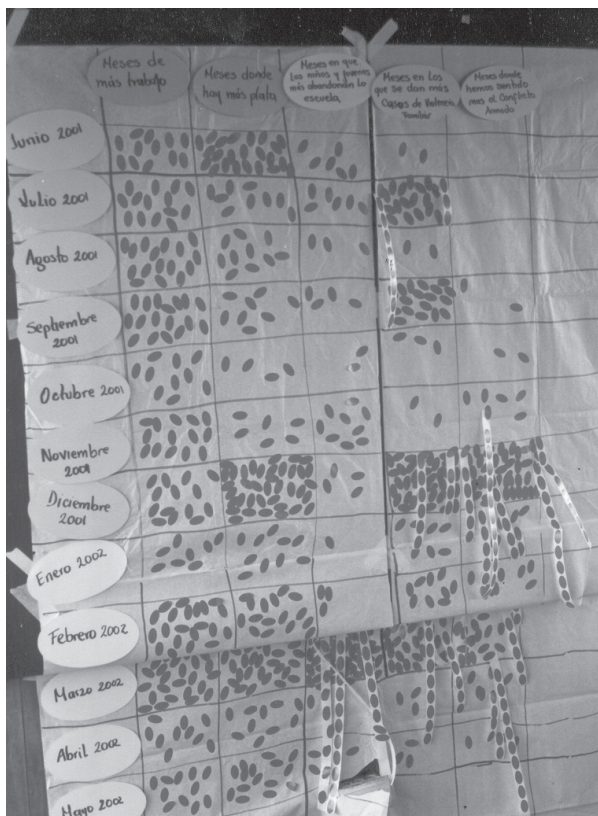 Meses de
más trabajo
Meses donde
hay más plata
Meses en que
los niños y jovenes
más abandonan la
escuela
Meses en los
que se dan más
Casos de Violencia
Familiar
Meses donde
hemos sentido
mas el Conflicto
Armado
Junio 2001
Julio 2001
Agosto 2001
Septiembre
2001
Octubre 2001
Noviembre
2001
Diciembre
2001
Enero 2002
Febrero 2002
Marzo 2002
Abril 2002
Mayo 2002